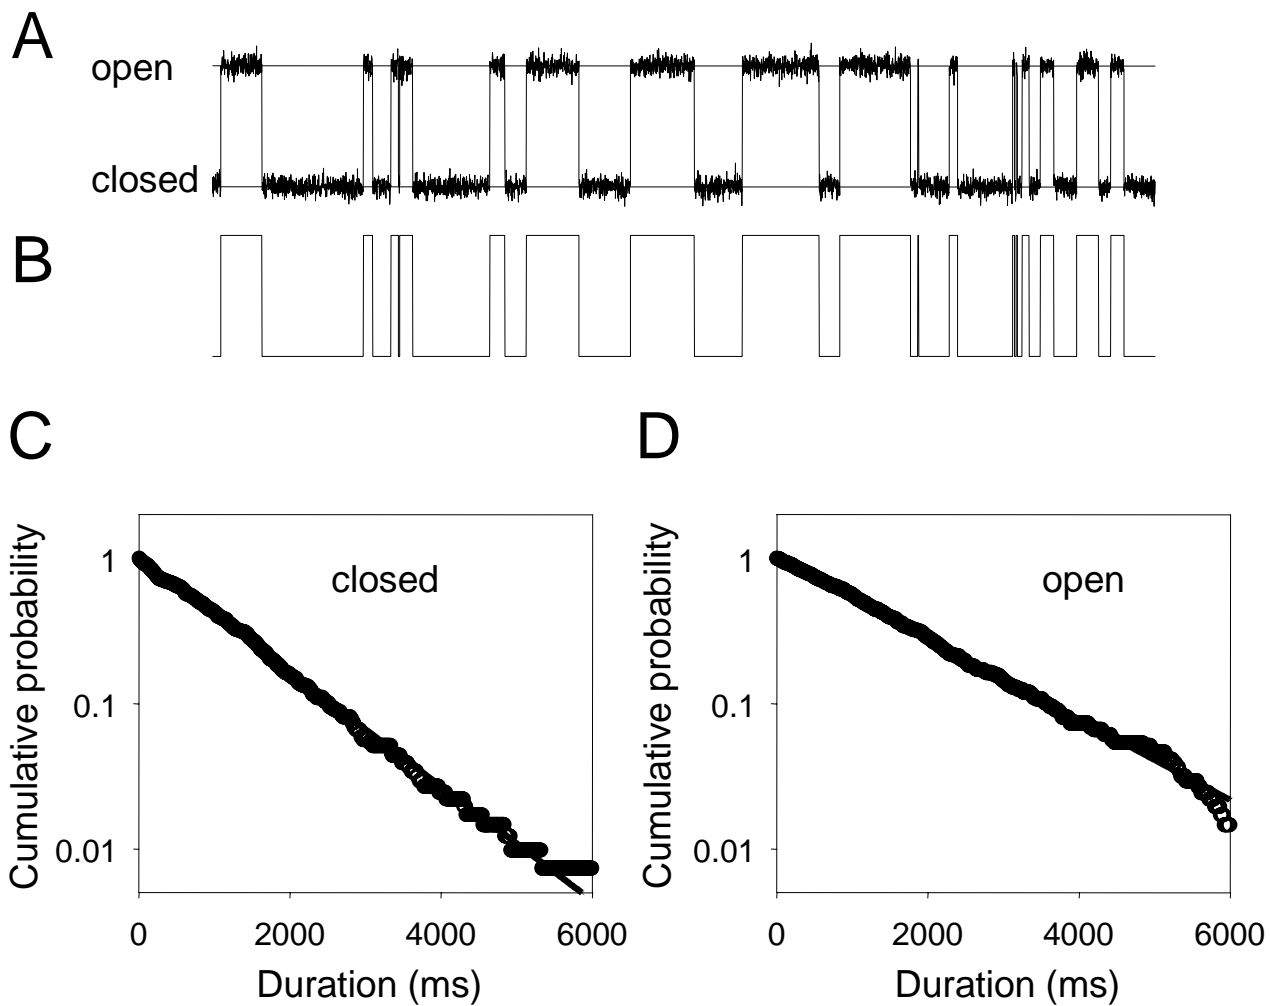 A
open
closed
B
C
D
Cumulative probability
1
0.1
0.01
closed
0 2000 4000 6000
Duration (ms)
Cumulative probability
1
0.1
0.01
open
0 2000 4000 6000
Duration (ms)